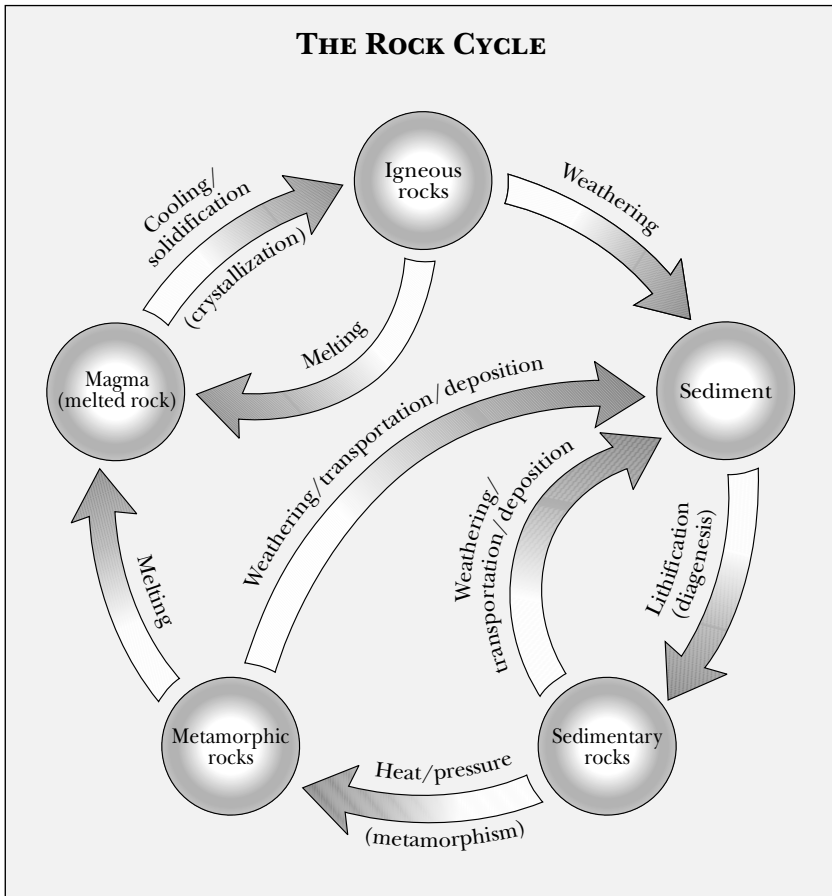 THE ROCK CYCLE
Igneous
rocks
Cooling/
solidification
(crystallization)
Weathering
Melting
Magma
(melted rock)
Sediment
Weathering/transportation/deposition
Weathering/
transportation/deposition
Lithification
(diagenesis)
Melting
Metamorphic
rocks
Sedimentary
rocks
Heat/pressure
(metamorphism)